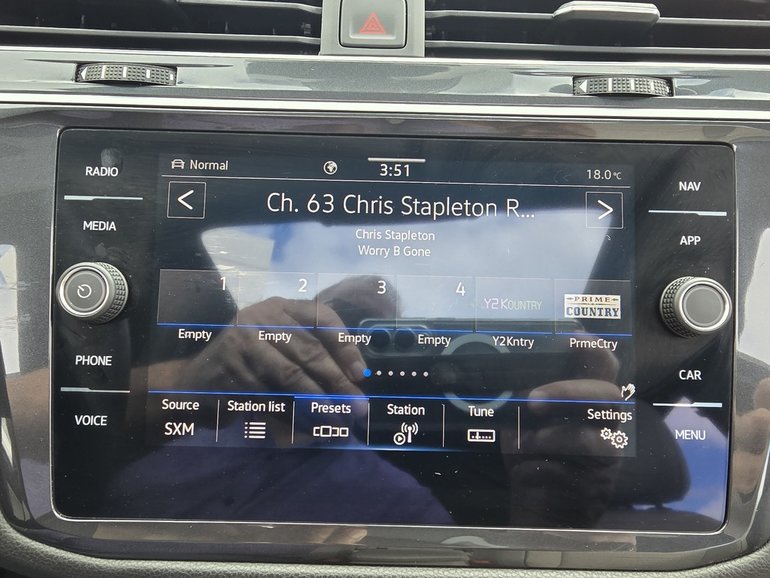 RADIO
MEDIA
PHONE
VOICE
Normal
3:51
18.0°C
<
Ch. 63 Chris Stapleton R...
>
Chris Stapleton
Worry B Gone
1
2
3
4
Y2KOUNTRY
PRIME
COUNTRY
Empty
Empty
Empty
Empty
Y2Kntry
PrmeCtry
Source
SXM
Station list
Presets
Station
Tune
Settings
NAV
APP
CAR
MENU